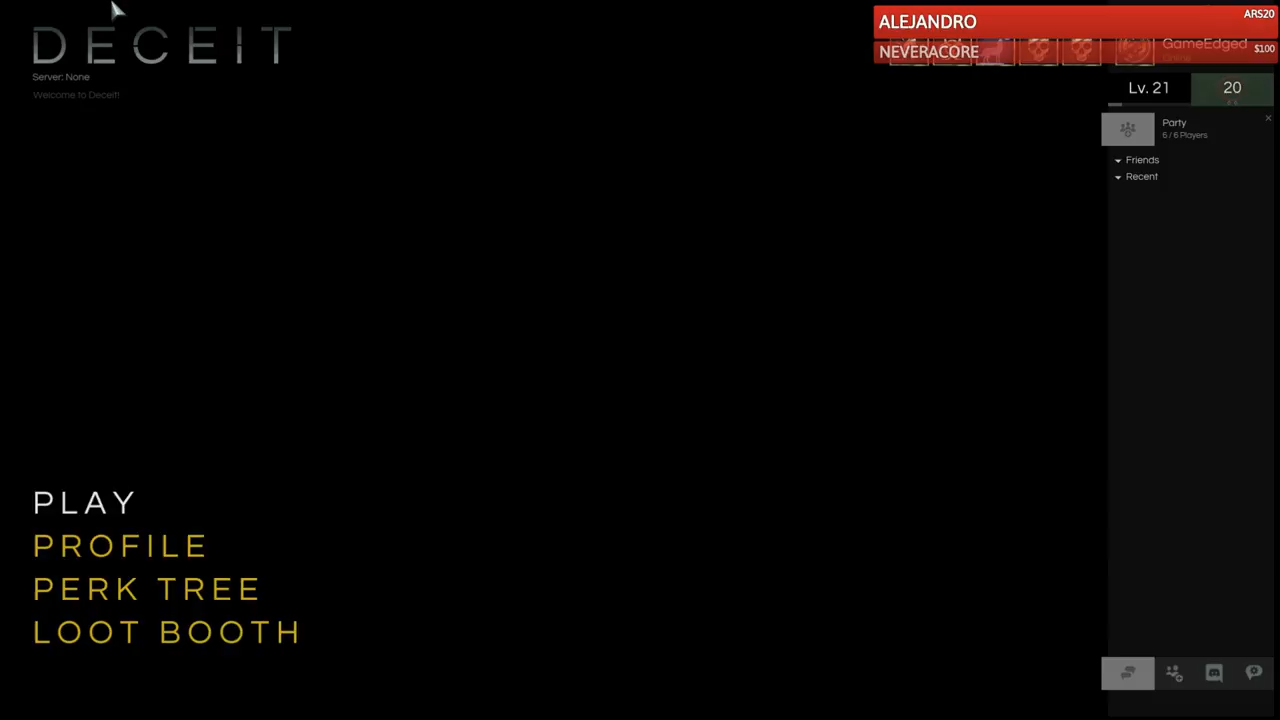 DECEIT
Server: None
Welcome to Deceit!
ALEJANDRO
ARS20
NEVERACORE
$100
GameEdged
Online
Lv. 21
20
Party
6 / 6 Players
Friends
Recent
PLAY
PROFILE
PERK TREE
LOOT BOOTH